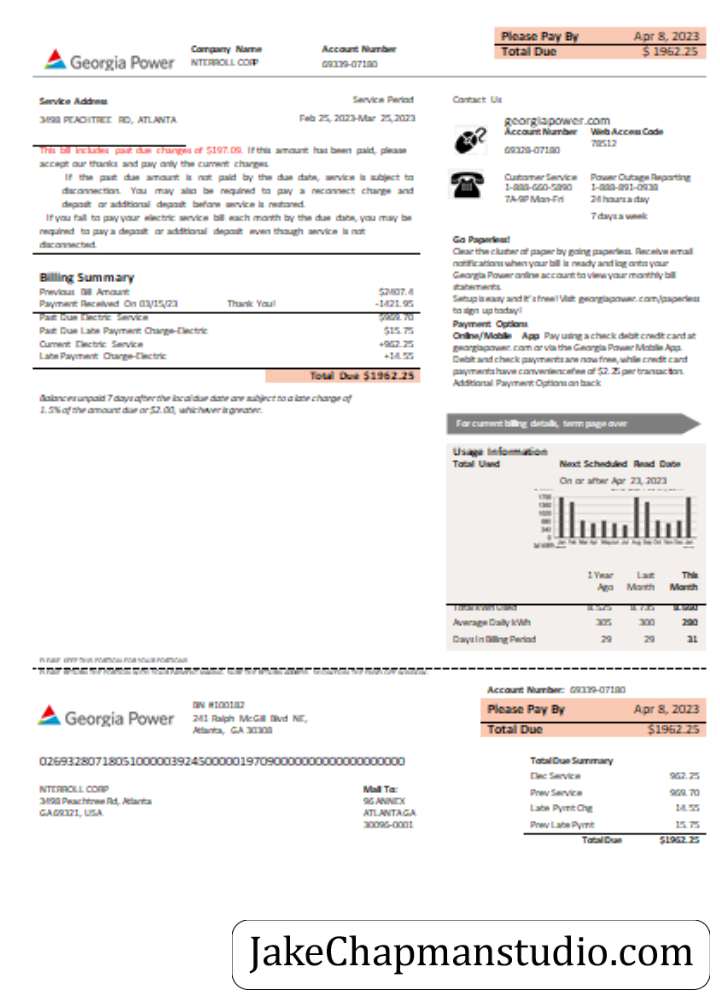 Please Pay By Apr 8, 2023
Total Due $ 1962.25
Georgia Power
Company Name
NTERROLL CORP
Account Number
69339-07180
Service Address
3498 PEACHTREE RD, ATLANTA
Service Period
Feb 25, 2023-Mar 25,2023
This bill includes past due changes of $197.09. If this amount has been paid, please
accept our thanks and pay only the current charges.
If the past due amount is not paid by the due date, service is subject to
disconnection. You may also be required to pay a reconnect charge and
deposit or additional deposit before service is restored.
If you fall to pay your electric service bill each month by the due date, you may be
required to pay a deposit or additional deposit even though service is not
disconnected.
Billing Summary
Previous Bill Amount $2407.4
Payment Received On 03/15/23 Thank You! -1421.95
Past Due Electric Service $969.70
Past Due Late Payment Charge-Electric $15.75
Current Electric Service +962.25
Late Payment Charge-Electric +14.55
Total Due $1962.25
Balances unpaid 7 days after the local due date are subject to a late charge of
1.5% of the amount due or $2.00, whichever is greater.
Contact Us
georgiapower.com
Account Number Web Access Code
69328-07180 78512
Customer Service Power Outage Reporting
1-888-660-5890 1-888-891-0938
7A-9P Mon-Fri 24 hours a day
7 days a week
Go Paperless!
Clear the cluster of paper by going paperless. Receive email
notifications when your bill is ready and log onto your
Georgia Power online account to view your monthly bill
statements.
Setup is easy and it's free! Visit georgiapower.com/paperless
to sign up today!
Payment Options
Online/Mobile App Pay using a check debit credit card at
georgiapower. com or via the Georgia Power Mobile App.
Debit and check payments are now free, while credit card
payments have convenience fee of $2. 25 per transaction.
Additional Payment Options on back
For current billing details, term page over
Usage Information
Total Used Next Scheduled Read Date
On or after Apr 23, 2023
1 Year Last This
Ago Month Month
Total kWh Used
Average Daily kWh 305 300 280
Days In Billing Period 29 29 31
Account Number: 69339-07180
Please Pay By Apr 8, 2023
Total Due $1962.25
Georgia Power
BIN #100182
241 Ralph McGill Blvd NE,
Atlanta, GA 30308
NTERROLL CORP
3498 Peachtree Rd, Atlanta
GA 69321, USA
Mail To:
96 ANNEX
ATLANTA GA
30096-0001
Total Due Summary
Elec Service 962.25
Prev Service 969.70
Late Pymt Chg 14.55
Prev Late Pymt 15.75
Total Due $1962.25
JakeChapmanstudio.com